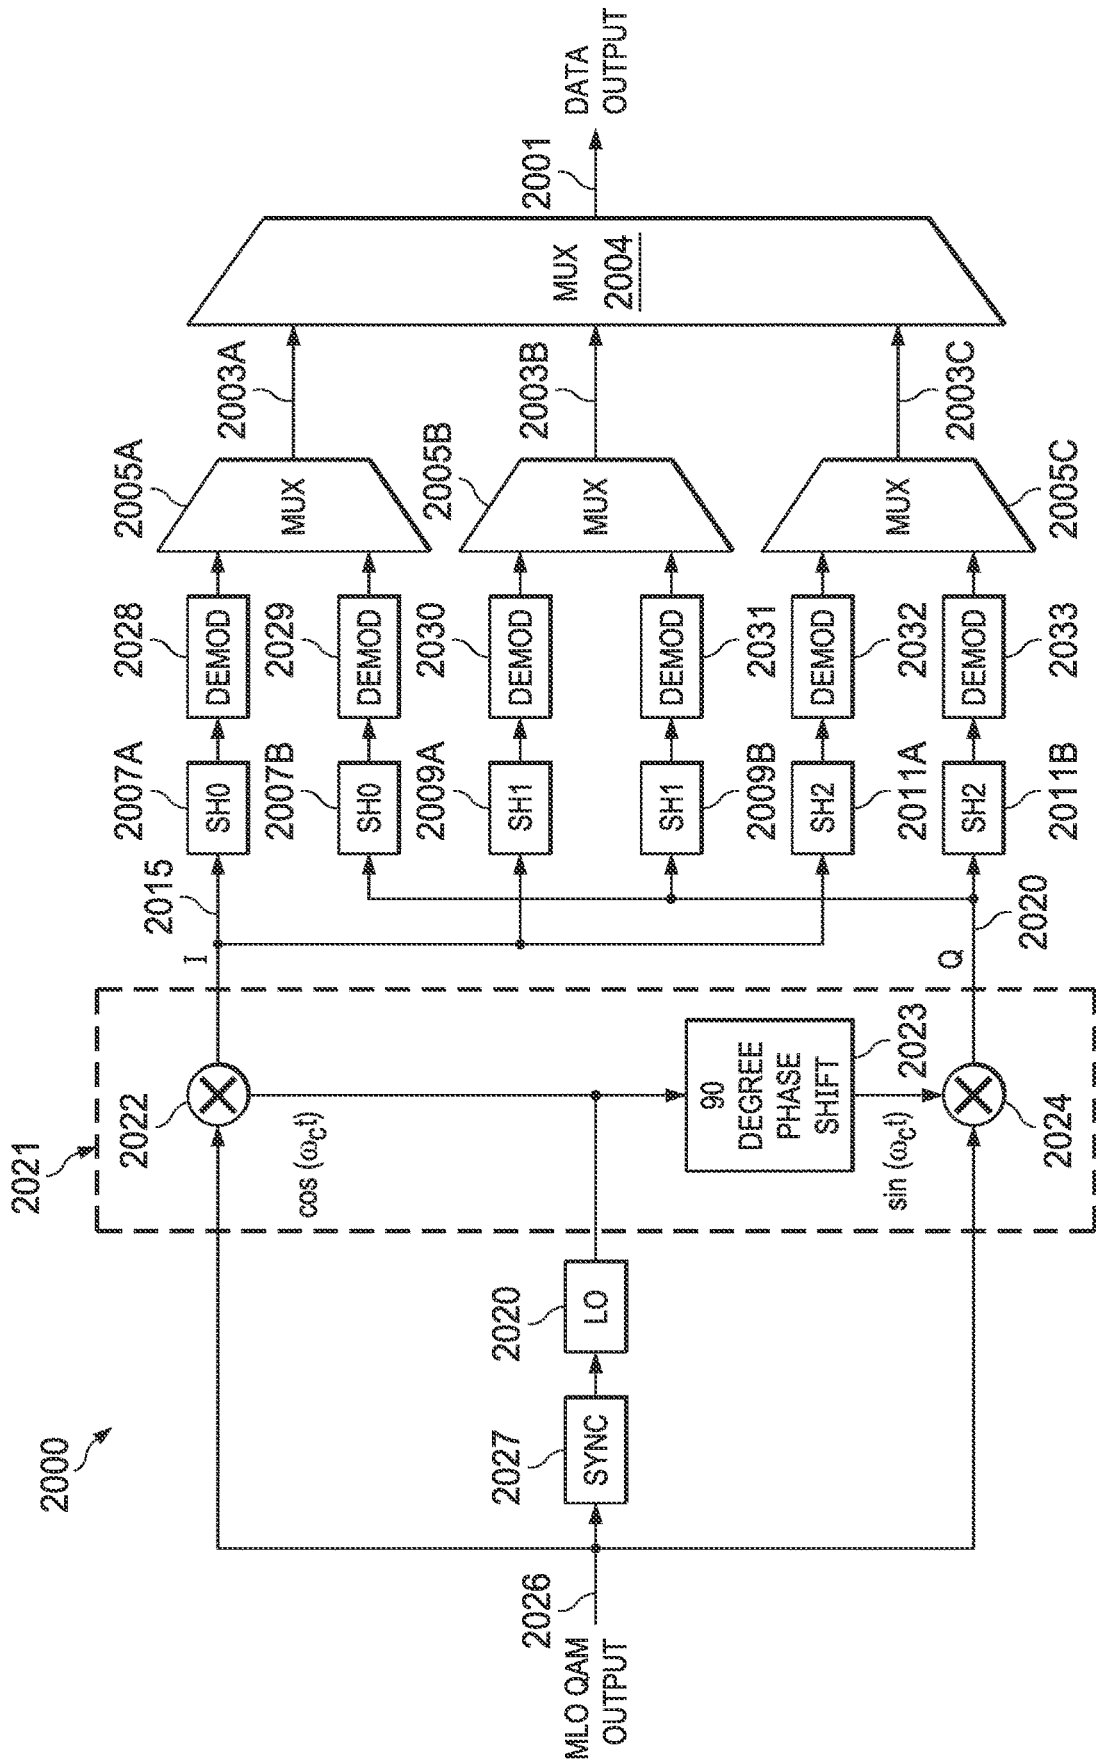 2000
MLO QAM
OUTPUT
2026
2027
SYNC
2020
LO
2021
2022
cos (ωct)
90
DEGREE
PHASE
SHIFT
2023
sin (ωct)
2024
I
2015
Q
2020
2007A
SH0
2007B
SH0
2009A
SH1
SH1
2009B
SH2
2011A
SH2
2011B
2028
DEMOD
2029
DEMOD
2030
DEMOD
DEMOD
2031
DEMOD
2032
DEMOD
2033
2005A
MUX
2005B
MUX
MUX
2005C
2003A
2003B
2003C
MUX
2004
2001
DATA
OUTPUT